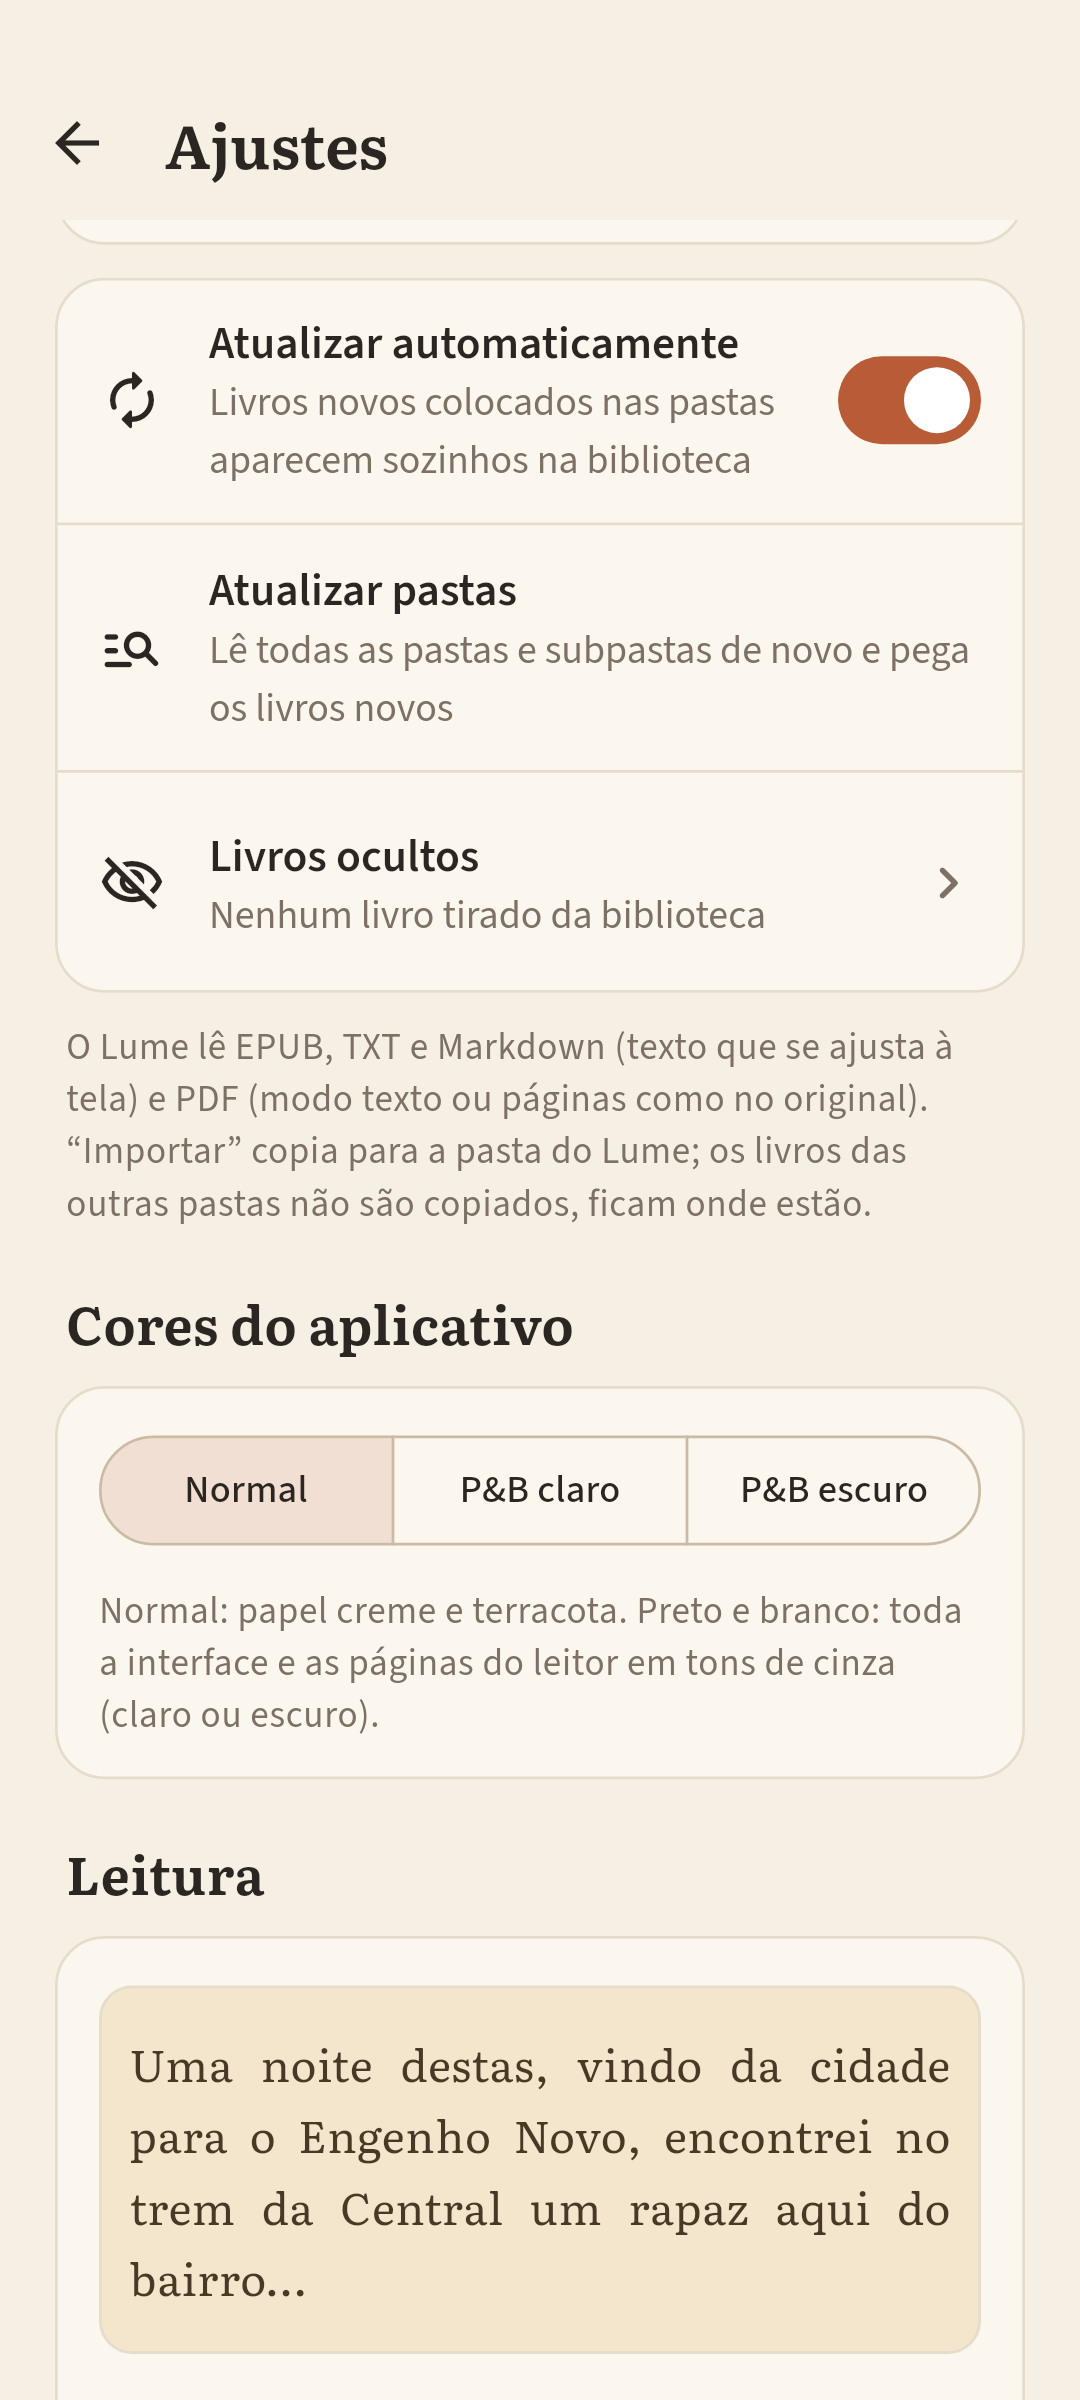 Ajustes
Atualizar automaticamente
Livros novos colocados nas pastas
aparecem sozinhos na biblioteca
Atualizar pastas
Lê todas as pastas e subpastas de novo e pega
os livros novos
Livros ocultos
Nenhum livro tirado da biblioteca
O Lume lê EPUB, TXT e Markdown (texto que se ajusta à
tela) e PDF (modo texto ou páginas como no original).
“Importar” copia para a pasta do Lume; os livros das
outras pastas não são copiados, ficam onde estão.
Cores do aplicativo
Normal
P&B claro
P&B escuro
Normal: papel creme e terracota. Preto e branco: toda
a interface e as páginas do leitor em tons de cinza
(claro ou escuro).
Leitura
Uma noite destas, vindo da cidade
para o Engenho Novo, encontrei no
trem da Central um rapaz aqui do
bairro...